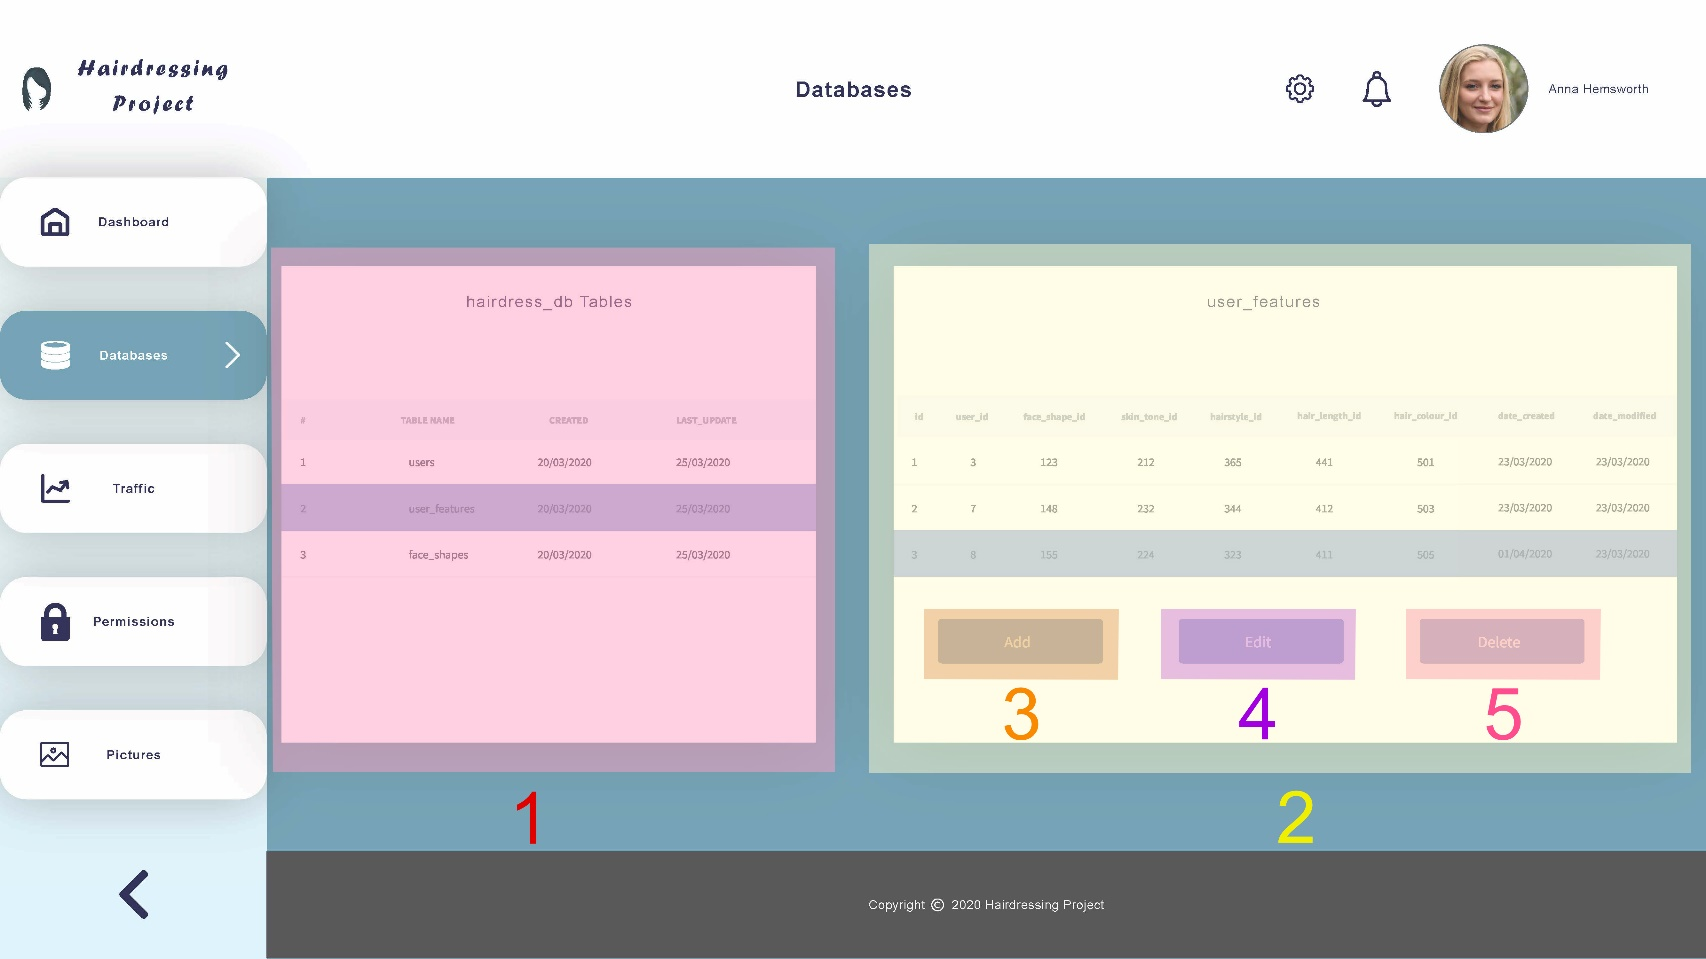 Hairdressing
Project
Databases
Anna Hemsworth
Dashboard
Databases
Traffic
Permissions
Pictures
hairdress_db Tables
# TABLE NAME CREATED LAST_UPDATE
1 users 20/03/2020 25/03/2020
2 user_features 20/03/2020 25/03/2020
3 face_shapes 20/03/2020 25/03/2020
1
user_features
id user_id face_shape_id skin_tone_id hairstyle_id hair_length_id hair_colour_id date_created date_modified
1 3 123 212 365 441 501 23/03/2020 23/03/2020
2 7 148 232 344 412 503 23/03/2020 23/03/2020
3 8 155 224 323 411 505 01/04/2020 23/03/2020
Add Edit Delete
3 4 5
2
Copyright © 2020 Hairdressing Project